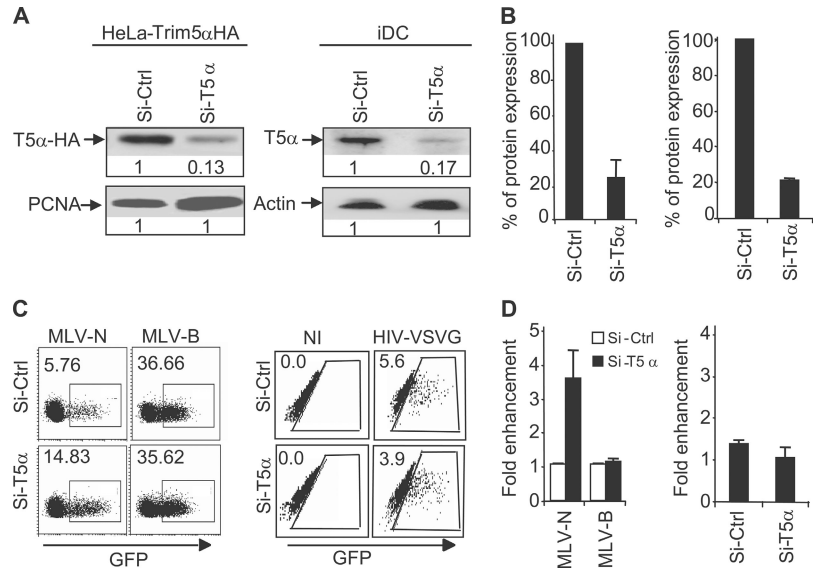 A
HeLa-Trim5αHA
iDC
Si-Ctrl
Si-T5α
Si-Ctrl
Si-T5α
T5α-HA
1 0.13
T5α
1 0.17
PCNA
1 1
Actin
1 1
B
% of protein expression
100
80
60
40
20
0
Si-Ctrl
Si-T5α
% of protein expression
100
80
60
40
20
0
Si-Ctrl
Si-T5α
C
MLV-N MLV-B
Si-Ctrl
5.76 36.66
Si-T5α
14.83 35.62
GFP
NI HIV-VSVG
Si-Ctrl
0.0 5.6
Si-T5α
0.0 3.9
GFP
D
Fold enhancement
5
4
3
2
1
0
Si-Ctrl
Si-T5 α
MLV-N
MLV-B
Fold enhancement
4
3
2
1
0
Si-Ctrl
Si-T5α